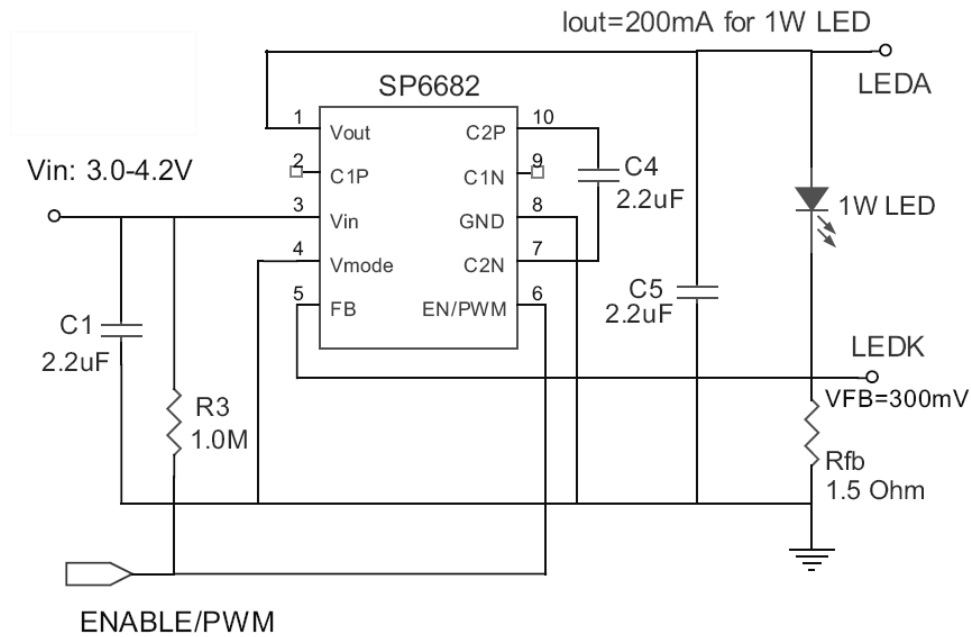 Iout=200mA for 1W LED
LEDA
SP6682
1
Vout
C2P
10
2
C1P
C1N
9
C4
2.2uF
Vin: 3.0-4.2V
3
Vin
GND
8
1W LED
4
Vmode
C2N
7
5
FB
EN/PWM
6
C5
2.2uF
C1
2.2uF
LEDK
VFB=300mV
R3
1.0M
Rfb
1.5 Ohm
ENABLE/PWM